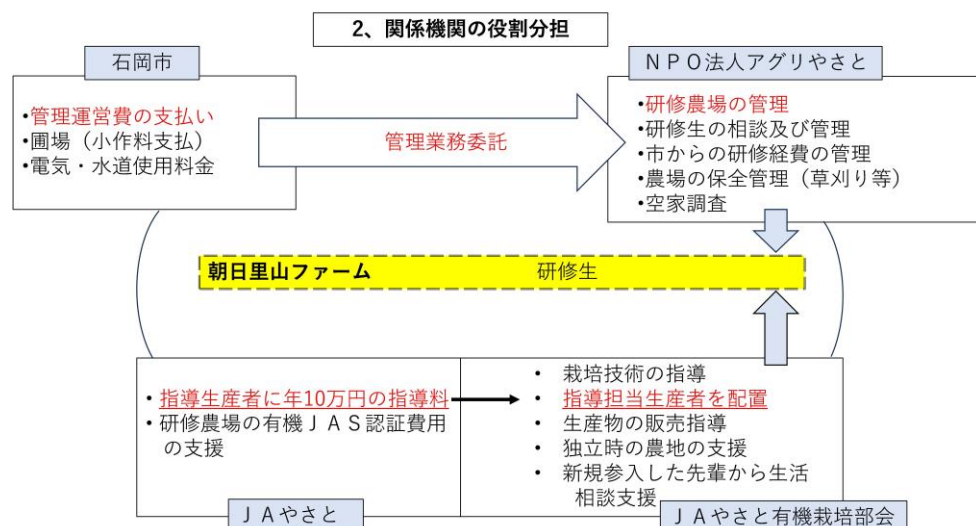 2、関係機関の役割分担
石岡市
•管理運営費の支払い
•圃場（小作料支払）
•電気・水道使用料金
管理業務委託
ＮＰＯ法人アグリやさと
•研修農場の管理
•研修生の相談及び管理
•市からの研修経費の管理
•農場の保全管理（草刈り等）
•空家調査
朝日里山ファーム　研修生
• 指導生産者に年10万円の指導料
• 研修農場の有機ＪＡＳ認証費用
の支援
ＪＡやさと
• 栽培技術の指導
• 指導担当生産者を配置
• 生産物の販売指導
• 独立時の農地の支援
• 新規参入した先輩から生活
相談支援
ＪＡやさと有機栽培部会